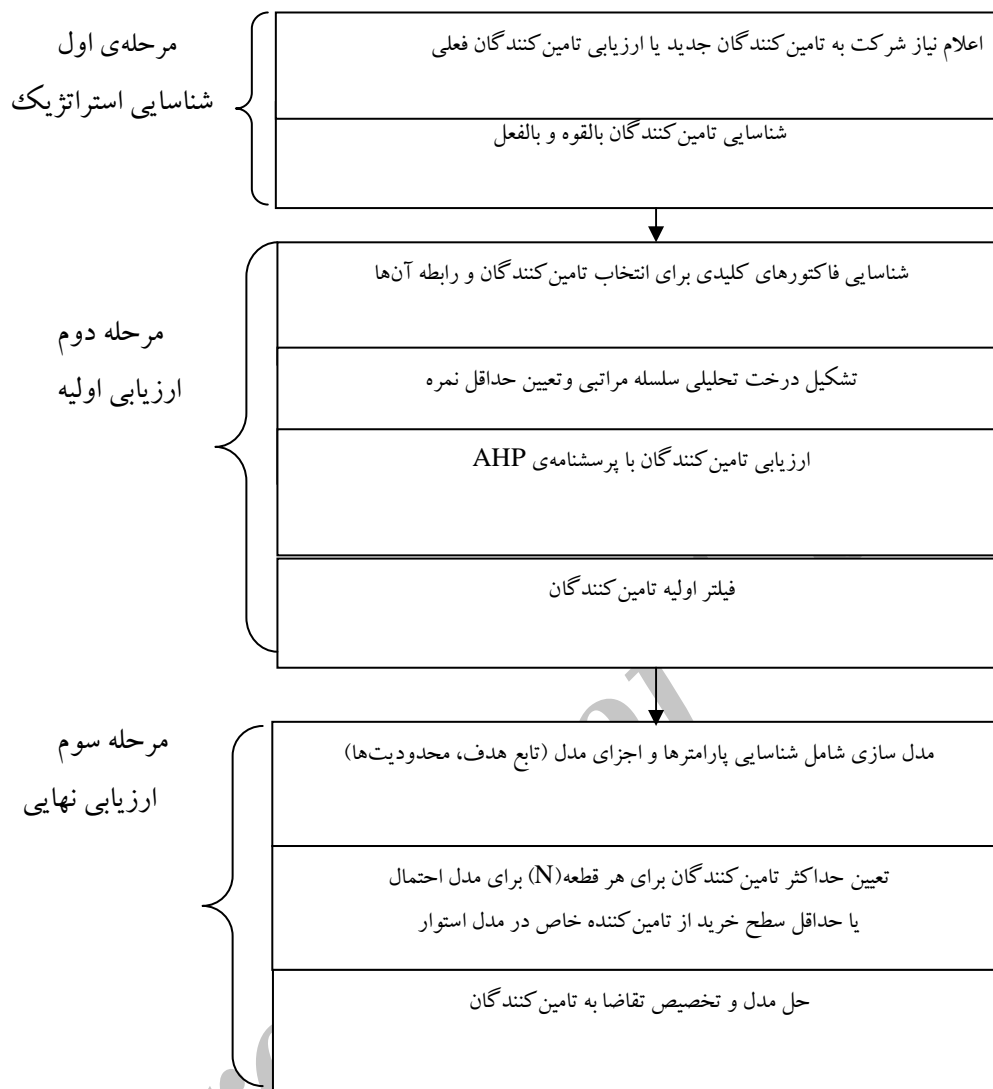 مرحله‌ی اول
شناسایی استراتژیک
اعلام نیاز شرکت به تامین‌کنندگان جدید یا ارزیابی تامین‌کنندگان فعلی
شناسایی تامین‌کنندگان بالقوه و بالفعل
مرحله دوم
ارزیابی اولیه
شناسایی فاکتورهای کلیدی برای انتخاب تامین‌کنندگان و رابطه آن‌ها
تشکیل درخت تحلیلی سلسله مراتبی وتعیین حداقل نمره
ارزیابی تامین‌کنندگان با پرسشنامه‌ی AHP
فیلتر اولیه تامین‌کنندگان
مرحله سوم
ارزیابی نهایی
مدل سازی شامل شناسایی پارامترها و اجزای مدل (تابع هدف، محدودیت‌ها)
تعیین حداکثر تامین‌کنندگان برای هر قطعه(N) برای مدل احتمال
یا حداقل سطح خرید از تامین‌کننده خاص در مدل استوار
حل مدل و تخصیص تقاضا به تامین‌کنندگان